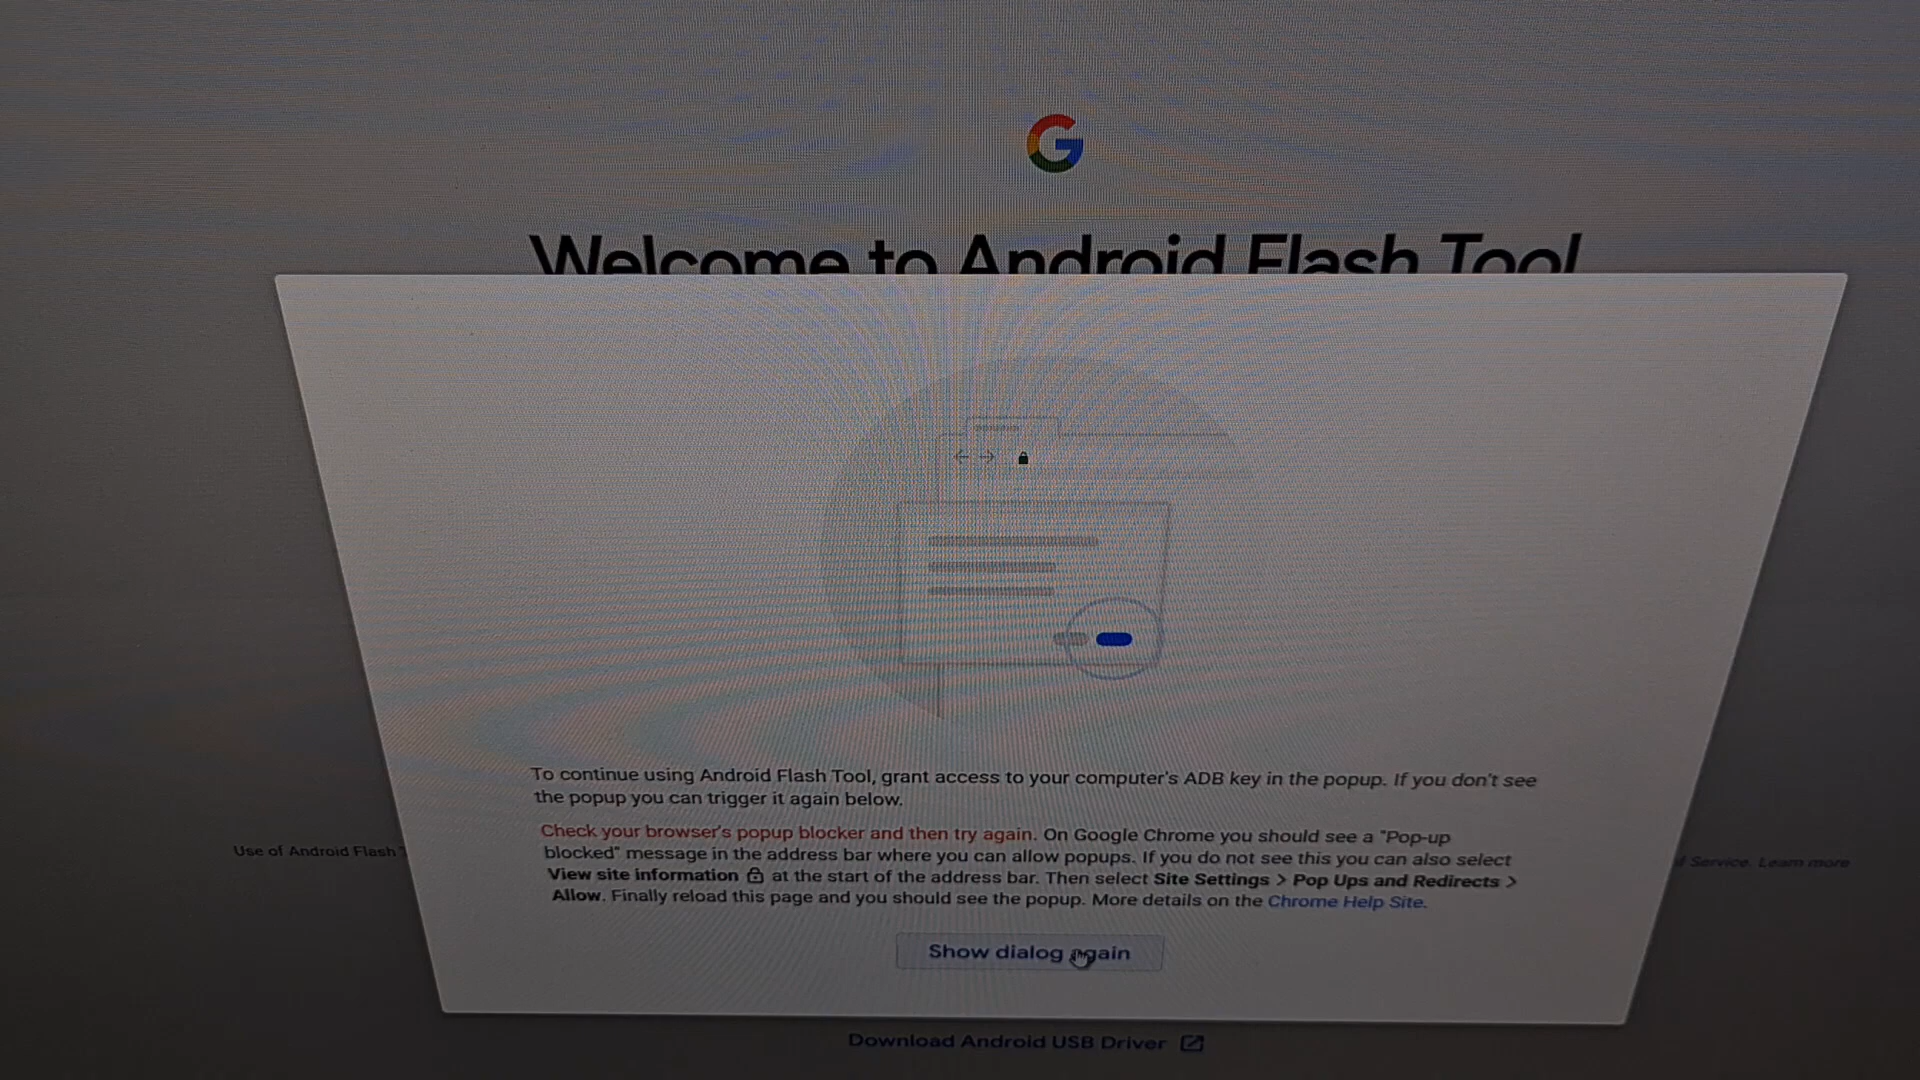 Welcome to Android Flash Tool
To continue using Android Flash Tool, grant access to your computer's ADB key in the popup. If you don't see
the popup you can trigger it again below.
Check your browser's popup blocker and then try again. On Google Chrome you should see a "Pop-up
blocked" message in the address bar where you can allow popups. If you do not see this you can also select
View site information at the start of the address bar. Then select Site Settings > Pop Ups and Redirects >
Allow. Finally reload this page and you should see the popup. More details on the Chrome Help Site.
Use of Android Flash
Service. Learn more
Show dialog again
Download Android USB Driver